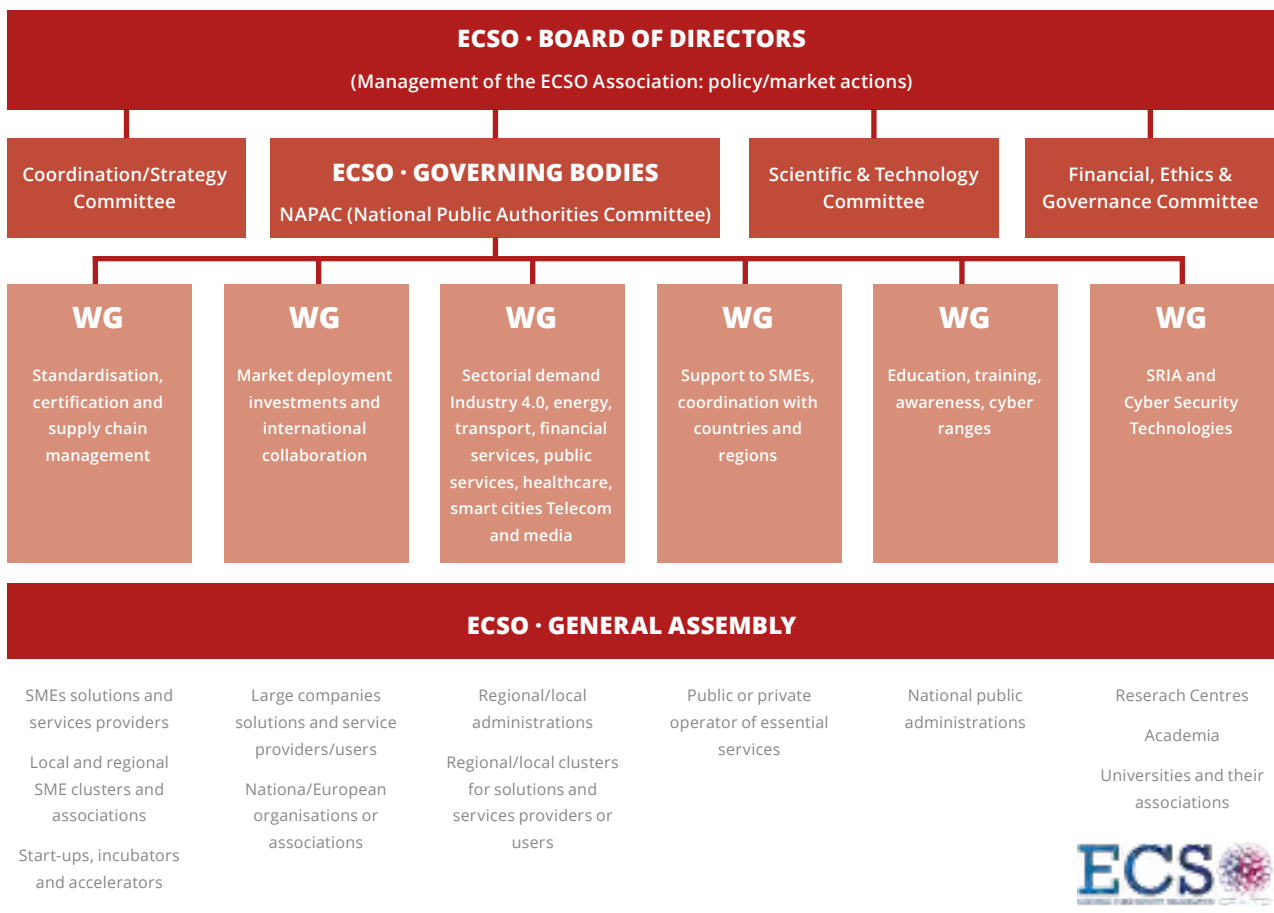 ECSO · BOARD OF DIRECTORS
(Management of the ECSO Association: policy/market actions)
Coordination/Strategy
Committee
ECSO · GOVERNING BODIES
NAPAC (National Public Authorities Committee)
Scientific & Technology
Committee
Financial, Ethics &
Governance Committee
WG
Standardisation,
certification and
supply chain
management
WG
Market deployment
investments and
international
collaboration
WG
Sectorial demand
Industry 4.0, energy,
transport, financial
services, public
services, healthcare,
smart cities Telecom
and media
WG
Support to SMEs,
coordination with
countries and
regions
WG
Education, training,
awareness, cyber
ranges
WG
SRIA and
Cyber Security
Technologies
ECSO · GENERAL ASSEMBLY
SMEs solutions and
services providers
Local and regional
SME clusters and
associations
Start-ups, incubators
and accelerators
Large companies
solutions and service
providers/users
Nationa/European
organisations or
associations
Regional/local
administrations
Regional/local clusters
for solutions and
services providers or
users
Public or private
operator of essential
services
National public
administrations
Reserach Centres
Academia
Universities and their
associations
ECS